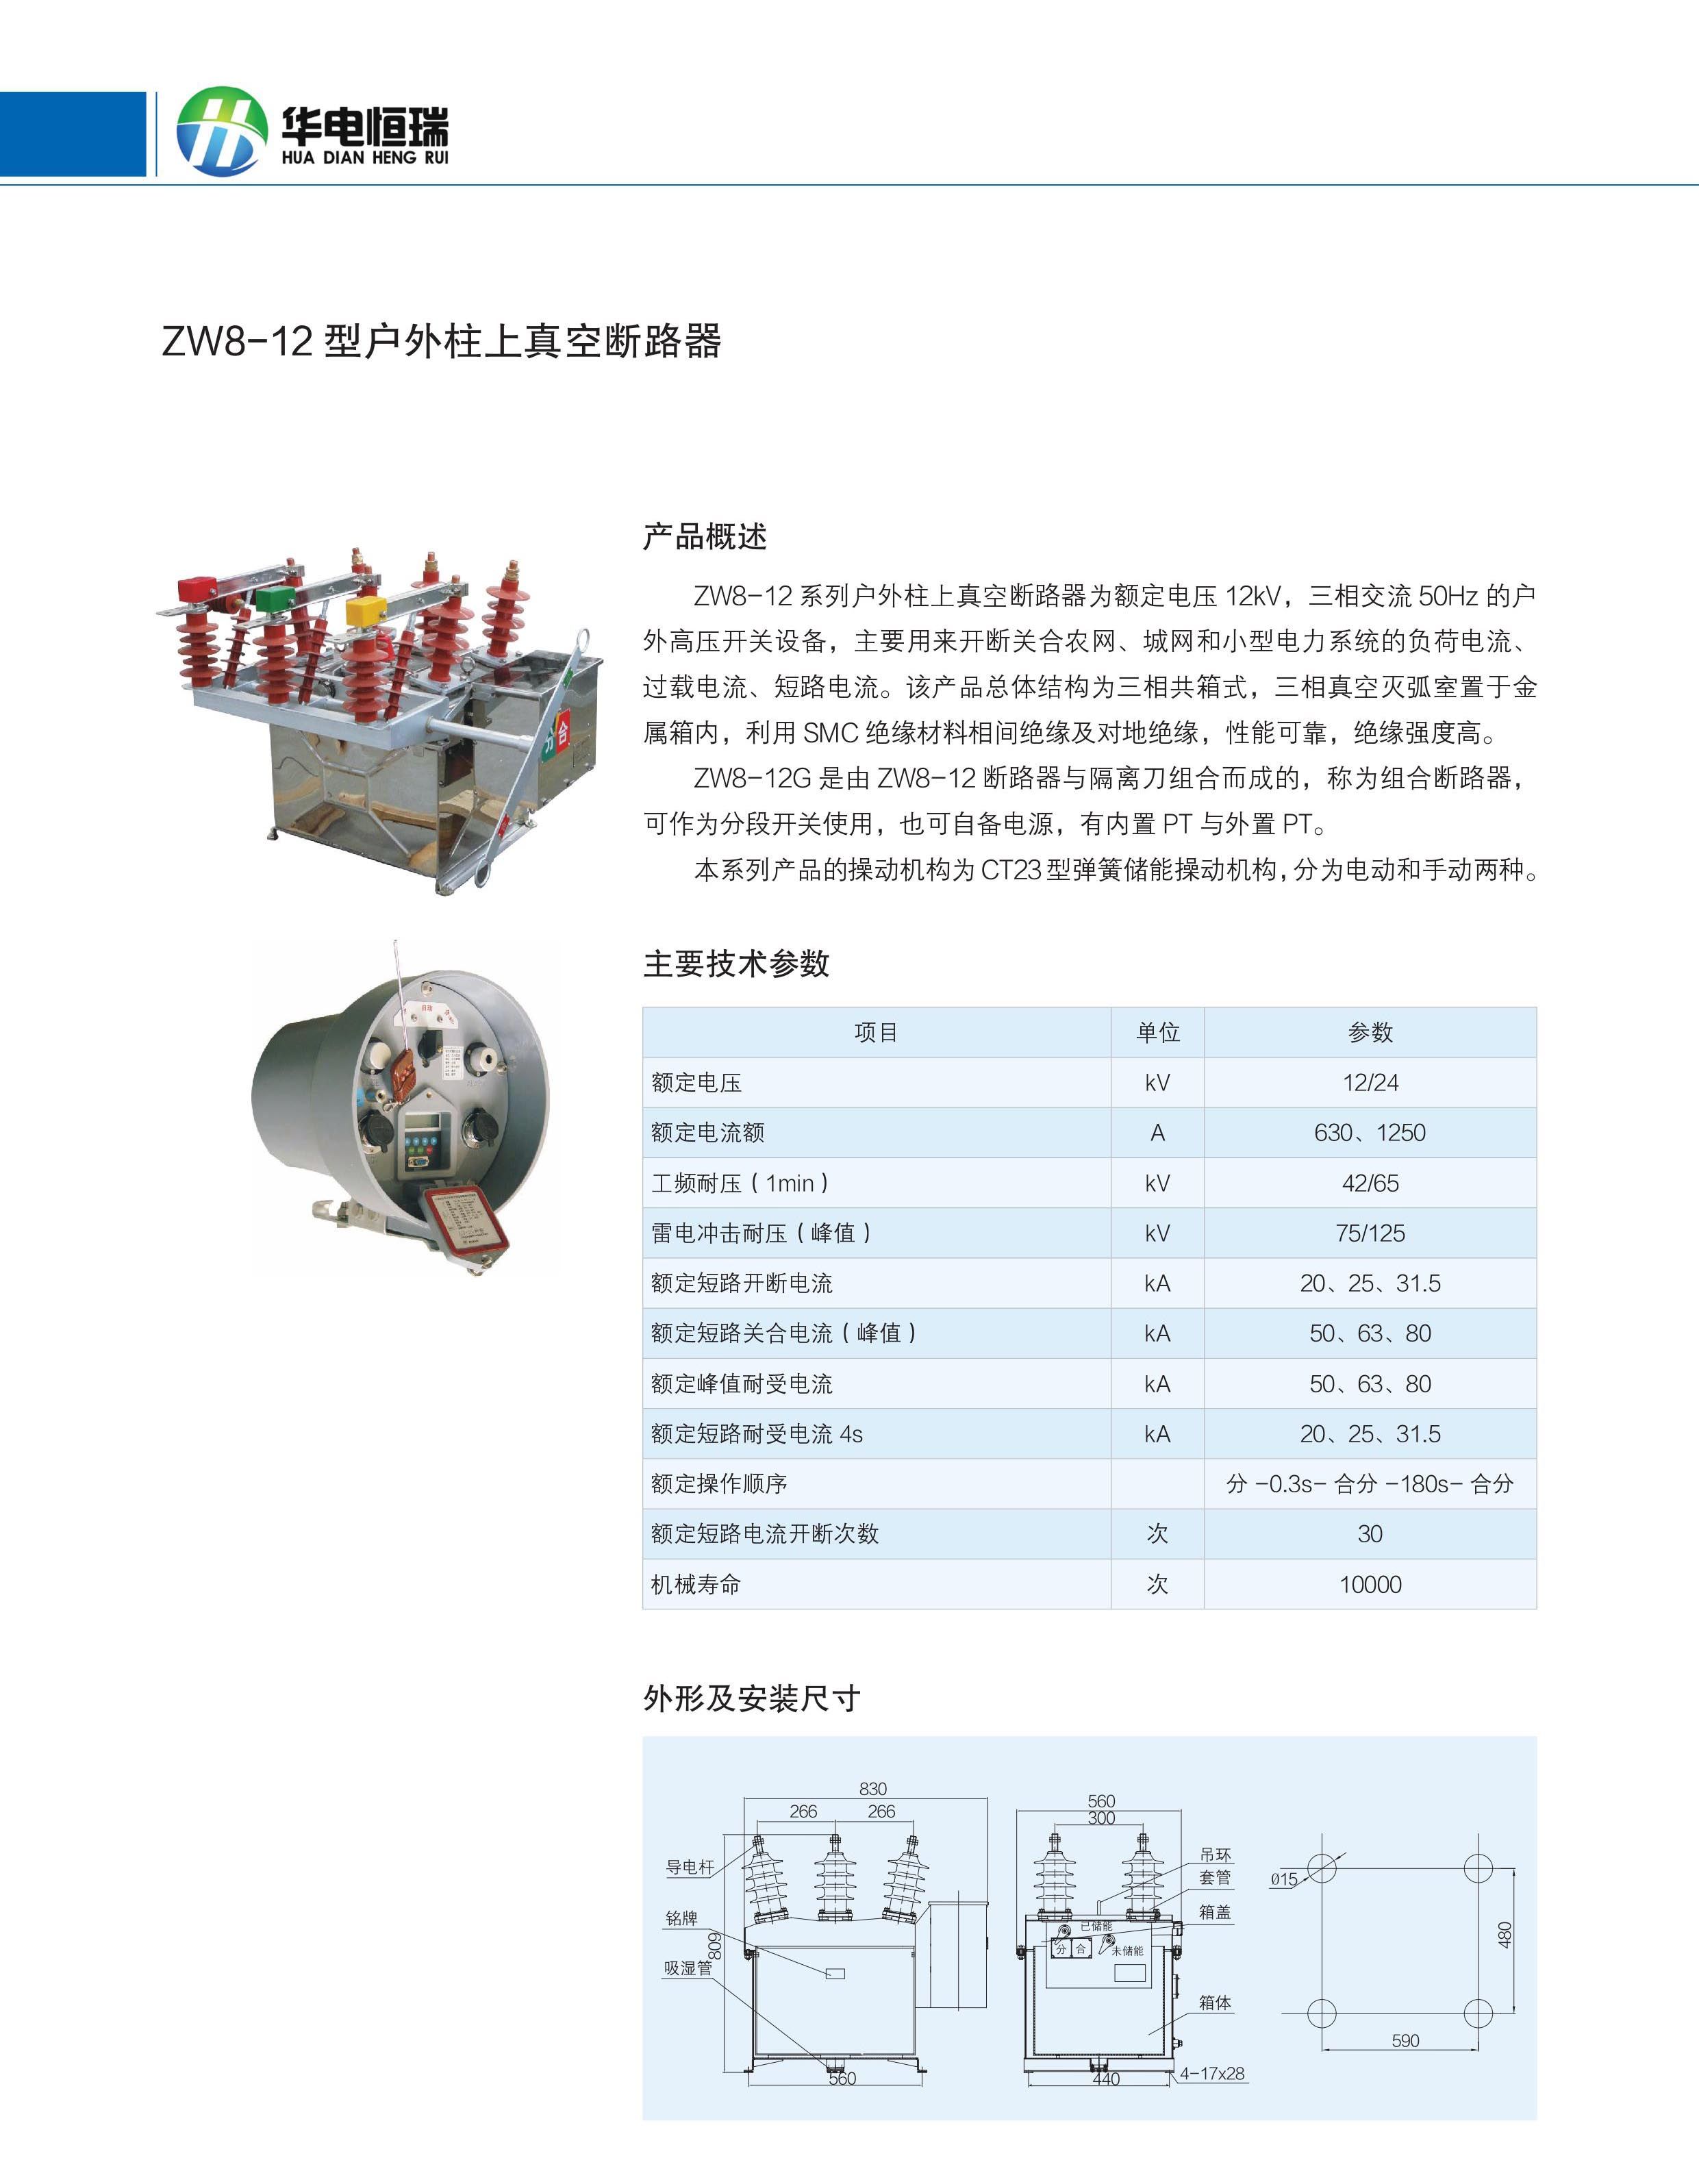 华电恒瑞
HUA DIAN HENG RUI
ZW8-12 型户外柱上真空断路器
产品概述
ZW8-12 系列户外柱上真空断路器为额定电压 12kV，三相交流 50Hz 的户
外高压开关设备，主要用来开断关合农网、城网和小型电力系统的负荷电流、
过载电流、短路电流。该产品总体结构为三相共箱式，三相真空灭弧室置于金
属箱内，利用 SMC 绝缘材料相间绝缘及对地绝缘，性能可靠，绝缘强度高。
ZW8-12G 是由 ZW8-12 断路器与隔离刀组合而成的，称为组合断路器，
可作为分段开关使用，也可自备电源，有内置 PT 与外置 PT。
本系列产品的操动机构为 CT23 型弹簧储能操动机构，分为电动和手动两种。
分 合
主要技术参数
项目 单位 参数
额定电压 kV 12/24
额定电流额 A 630、1250
工频耐压（1min） kV 42/65
雷电冲击耐压（峰值） kV 75/125
额定短路开断电流 kA 20、25、31.5
额定短路关合电流（峰值） kA 50、63、80
额定峰值耐受电流 kA 50、63、80
额定短路耐受电流 4s kA 20、25、31.5
额定操作顺序 分 -0.3s- 合分 -180s- 合分
额定短路电流开断次数 次 30
机械寿命 次 10000
外形及安装尺寸
830
266 266
导电杆
铭牌
809
吸湿管
560
560
300
吊环
套管
箱盖
已储能
分 合
未储能
箱体
440
4-17x28
Ø15
480
590